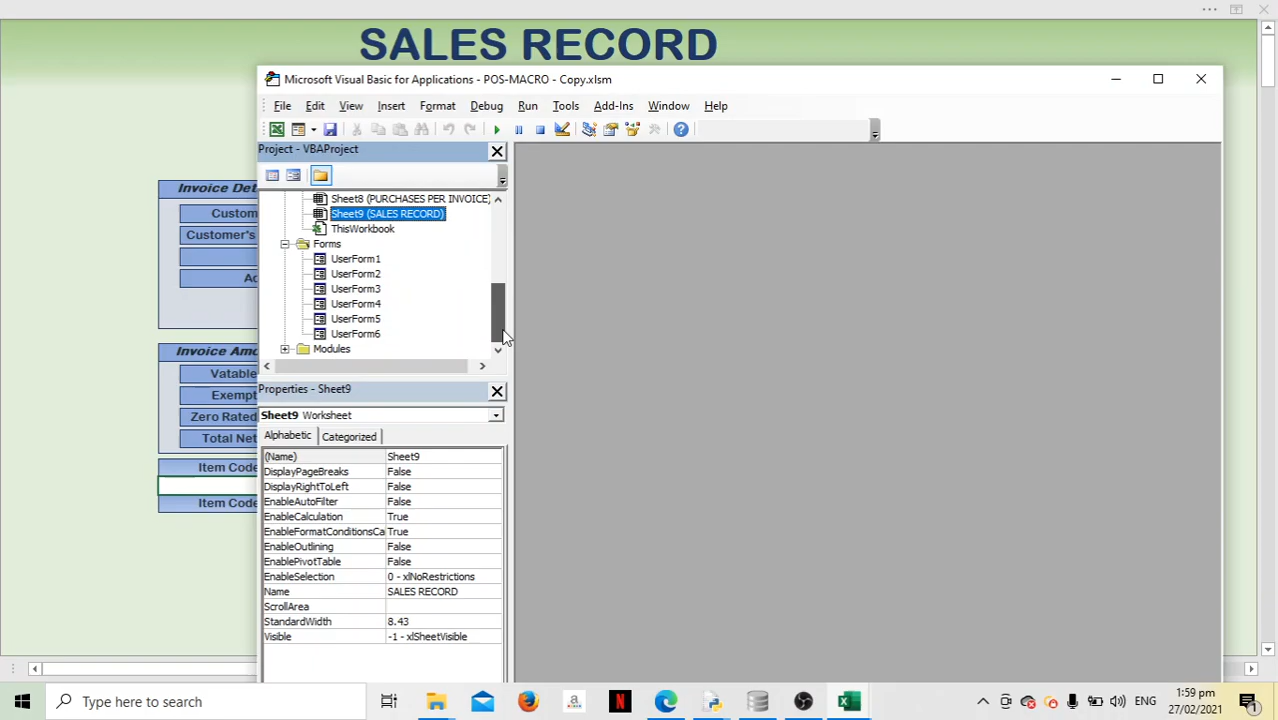 SALES RECORD
Microsoft Visual Basic for Applications - POS-MACRO - Copy.xlsm
File Edit View Insert Format Debug Run Tools Add-Ins Window Help
Project - VBAProject
Sheet8 (PURCHASES PER INVOICE)
Sheet9 (SALES RECORD)
ThisWorkbook
Forms
UserForm1
UserForm2
UserForm3
UserForm4
UserForm5
UserForm6
Modules
Invoice Det
Custom
Customer's
Ad
Invoice Amo
Vatable
Exempt
Zero Rated
Total Net
Item Code
Item Code
Properties - Sheet9
Sheet9 Worksheet
Alphabetic Categorized
(Name) Sheet9
DisplayPageBreaks False
DisplayRightToLeft False
EnableAutoFilter False
EnableCalculation True
EnableFormatConditionsCa True
EnableOutlining False
EnablePivotTable False
EnableSelection 0 - xlNoRestrictions
Name SALES RECORD
ScrollArea
StandardWidth 8.43
Visible -1 - xlSheetVisible
Type here to search
ENG
1:59 pm
27/02/2021